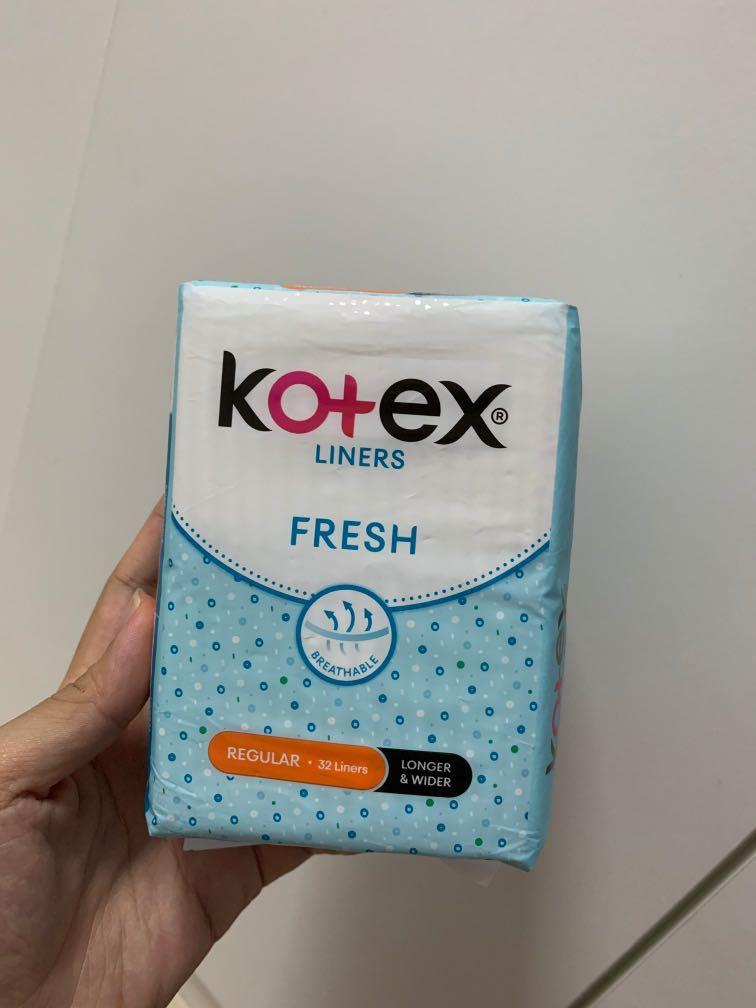 kotex®
LINERS
FRESH
BREATHABLE
REGULAR • 32 Liners
LONGER
& WIDER